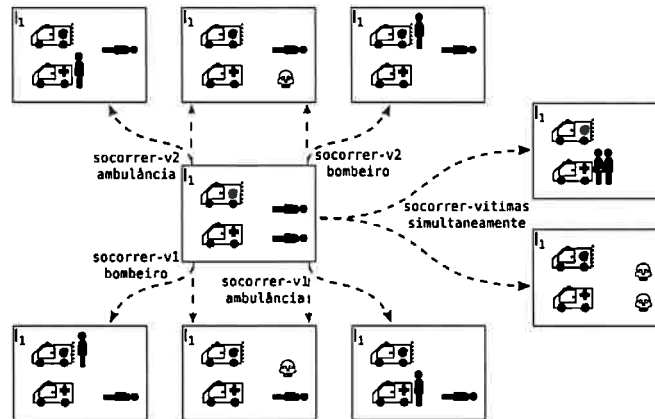 l1
l1
l1
l1
socorrer-v2
ambulância
socorrer-v2
bombeiro
l1
socorrer-vitimas
simultaneamente
l1
socorrer-v1
bombeiro
socorrer-v1
ambulância
l1
l1
l1